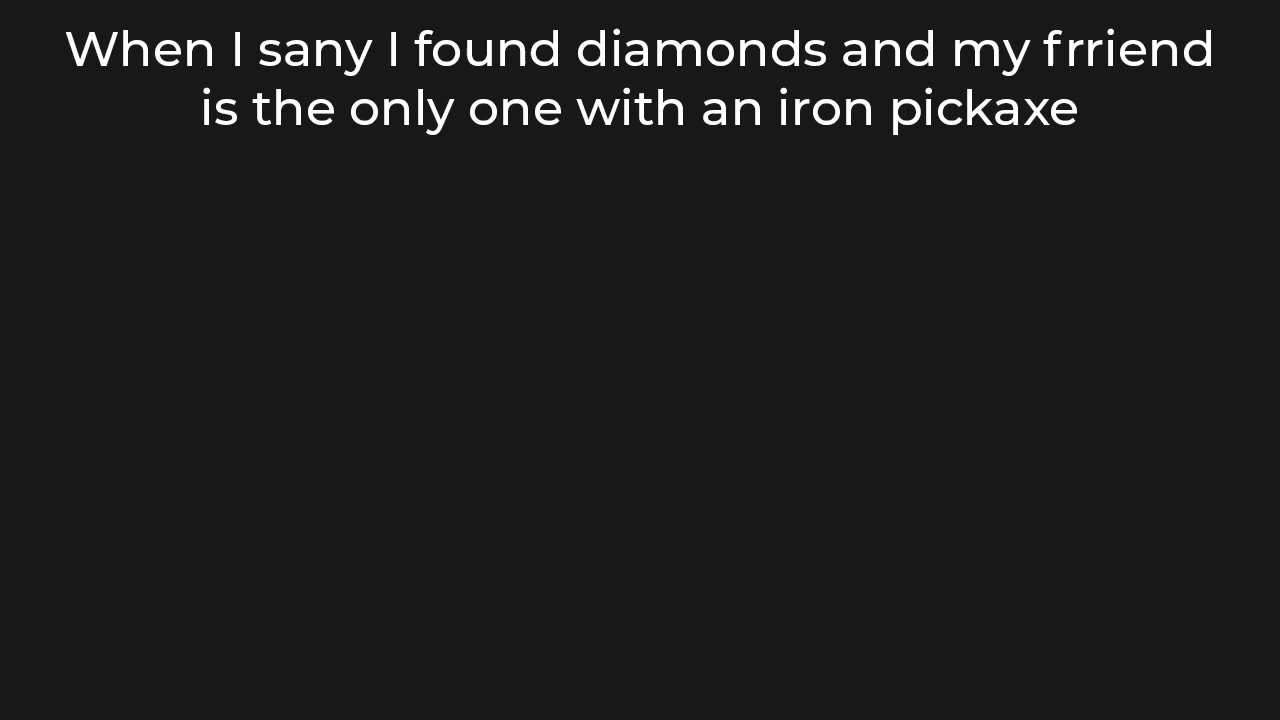 When I sany I found diamonds and my frriend
is the only one with an iron pickaxe